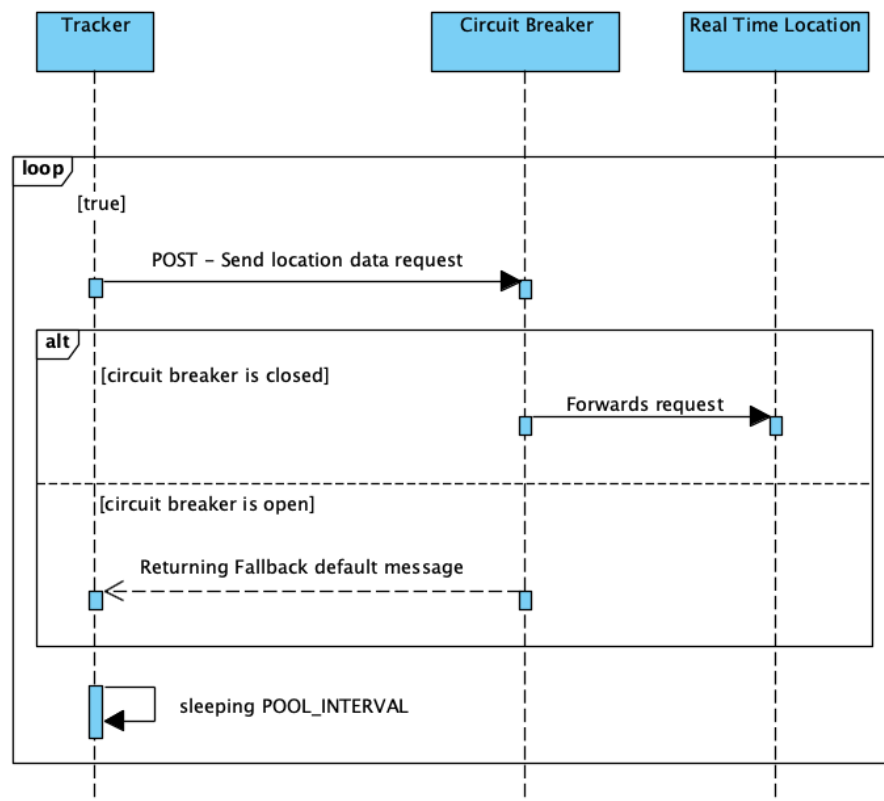 Tracker
Circuit Breaker
Real Time Location
loop
[true]
POST – Send location data request
alt
[circuit breaker is closed]
Forwards request
[circuit breaker is open]
Returning Fallback default message
sleeping POOL_INTERVAL